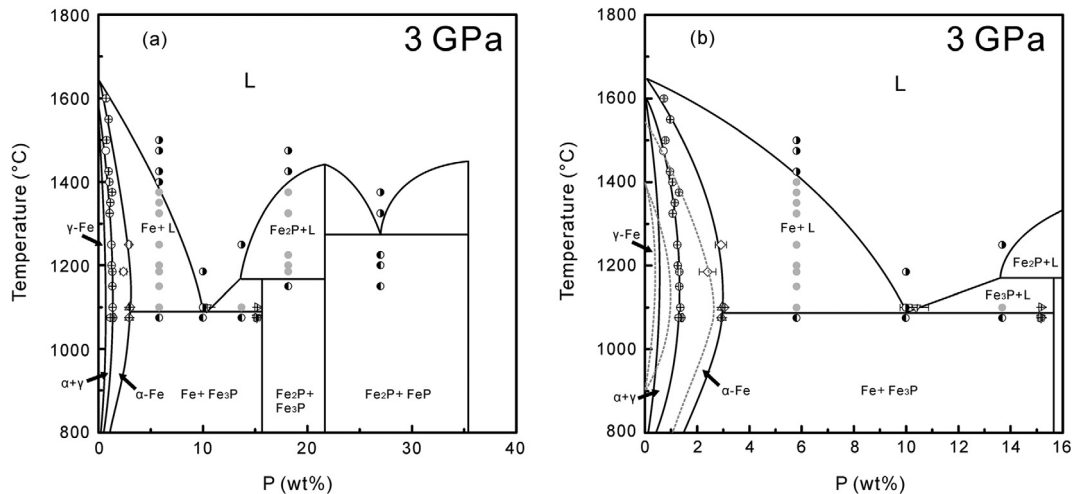 (a)
3 GPa
L
1800
1600
1400
1200
1000
800
Temperature (°C)
γ-Fe
Fe+ L
Fe₂P+L
α+γ
α-Fe
Fe+ Fe₃P
Fe₂P+
Fe₃P
Fe₂P+ FeP
0
10
20
30
40
P (wt%)
(b)
3 GPa
L
1800
1600
1400
1200
1000
800
Temperature (°C)
γ-Fe
Fe+ L
Fe₂P+L
Fe₃P+L
α+γ
α-Fe
Fe+ Fe₃P
0
2
4
6
8
10
12
14
16
P (wt%)